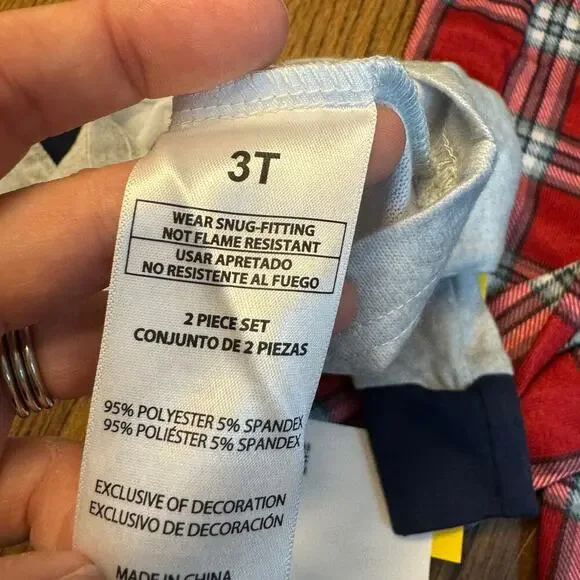 3T
WEAR SNUG-FITTING
NOT FLAME RESISTANT
USAR APRETADO
NO RESISTENTE AL FUEGO
2 PIECE SET
CONJUNTO DE 2 PIEZAS
95% POLYESTER 5% SPANDEX
95% POLIÉSTER 5% SPANDEX
EXCLUSIVE OF DECORATION
EXCLUSIVO DE DECORACIÓN
MADE IN CHINA